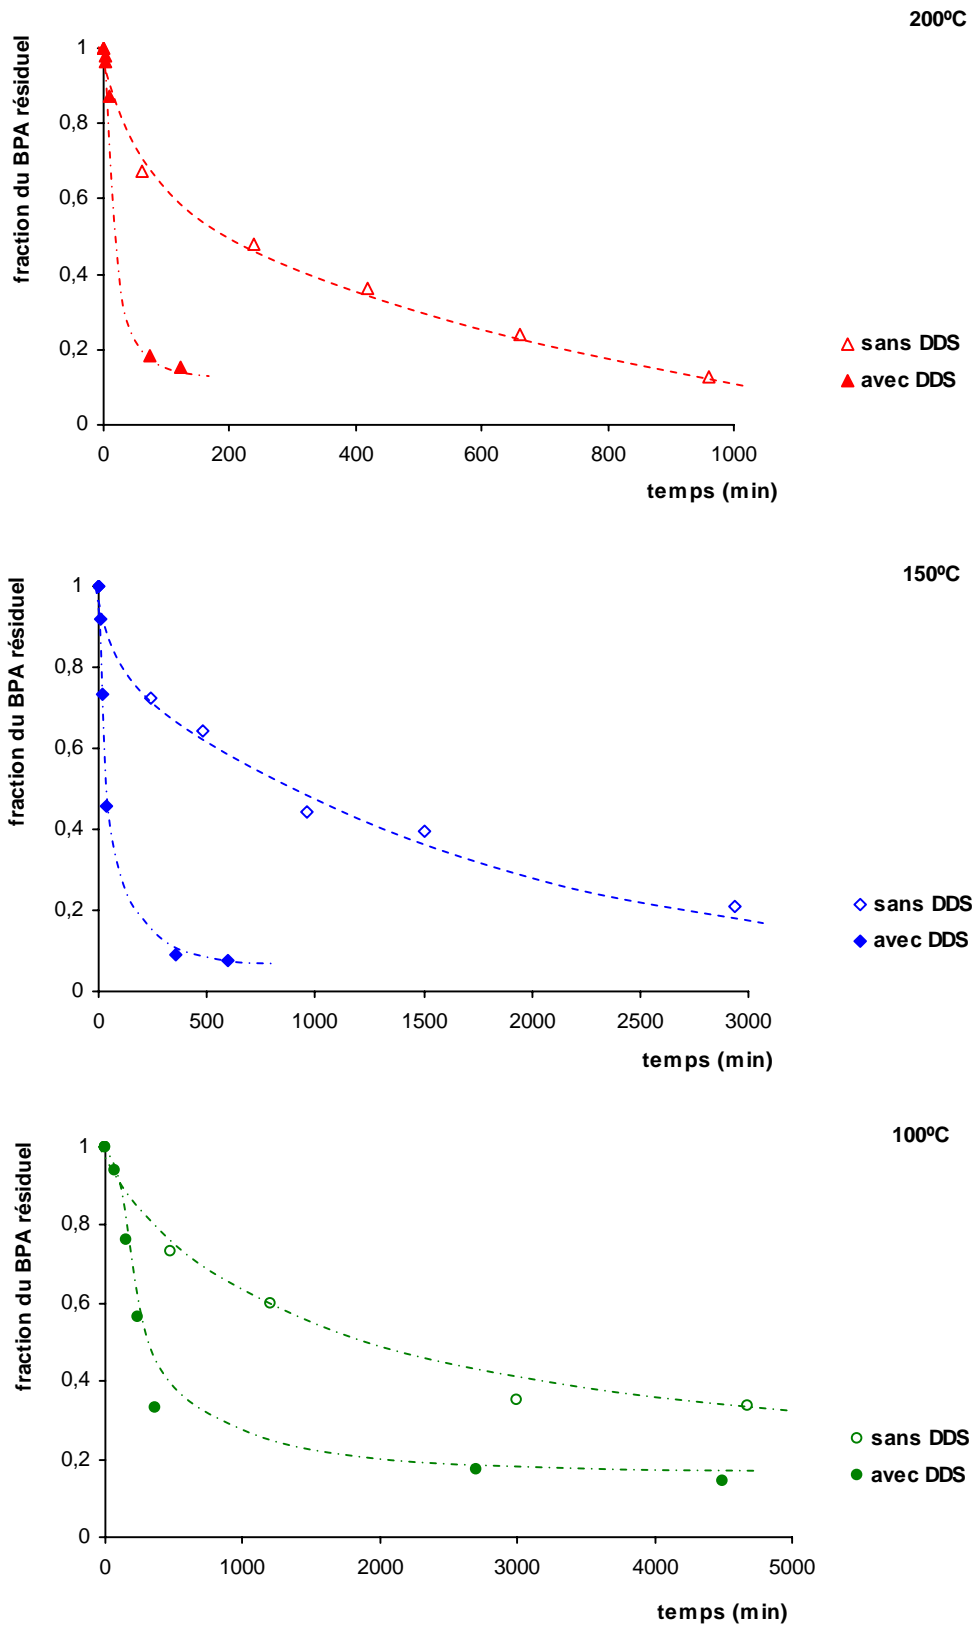 200ºC
fraction du BPA résiduel
1
0,8
0,6
0,4
0,2
0
0 200 400 600 800 1000
temps (min)
sans DDS
avec DDS
150ºC
fraction du BPA résiduel
1
0,8
0,6
0,4
0,2
0
0 500 1000 1500 2000 2500 3000
temps (min)
sans DDS
avec DDS
100ºC
fraction du BPA résiduel
1
0,8
0,6
0,4
0,2
0
0 1000 2000 3000 4000 5000
temps (min)
sans DDS
avec DDS